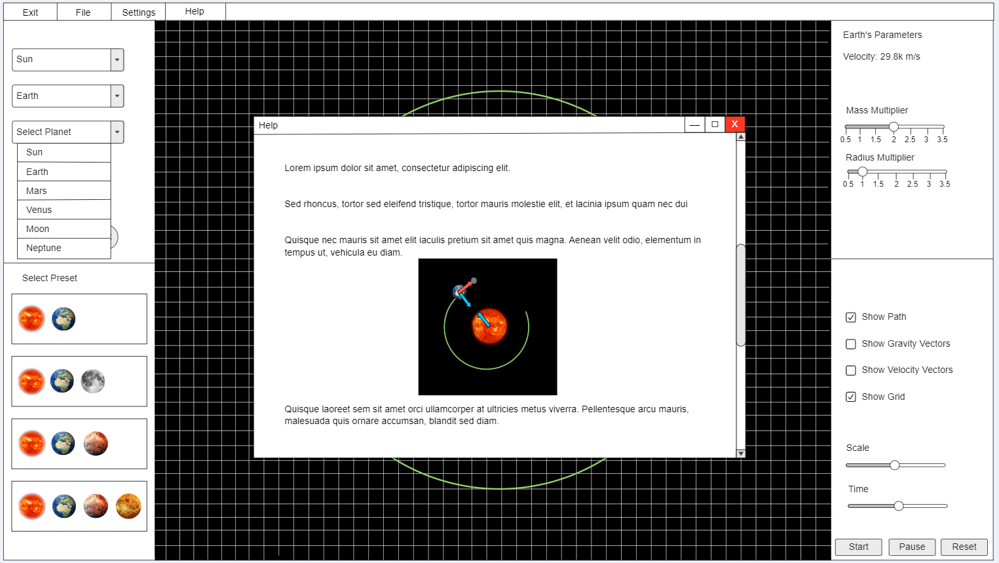 Exit
File
Settings
Help
Sun
Earth
Select Planet
Sun
Earth
Mars
Venus
Moon
Neptune
Select Preset
Help
X
Lorem ipsum dolor sit amet, consectetur adipiscing elit.
Sed rhoncus, tortor sed eleifend tristique, tortor mauris molestie elit, et lacinia ipsum quam nec dui
Quisque nec mauris sit amet elit iaculis pretium sit amet quis magna. Aenean velit odio, elementum in
tempus ut, vehicula eu diam.
Quisque laoreet sem sit amet orci ullamcorper at ultricies metus viverra. Pellentesque arcu mauris,
malesuada quis ornare accumsan, blandit sed diam.
Earth's Parameters
Velocity: 29.8k m/s
Mass Multiplier
0.5 1 1.5 2 2.5 3 3.5
Radius Multiplier
0.5 1 1.5 2 2.5 3 3.5
Show Path
Show Gravity Vectors
Show Velocity Vectors
Show Grid
Scale
Time
Start
Pause
Reset